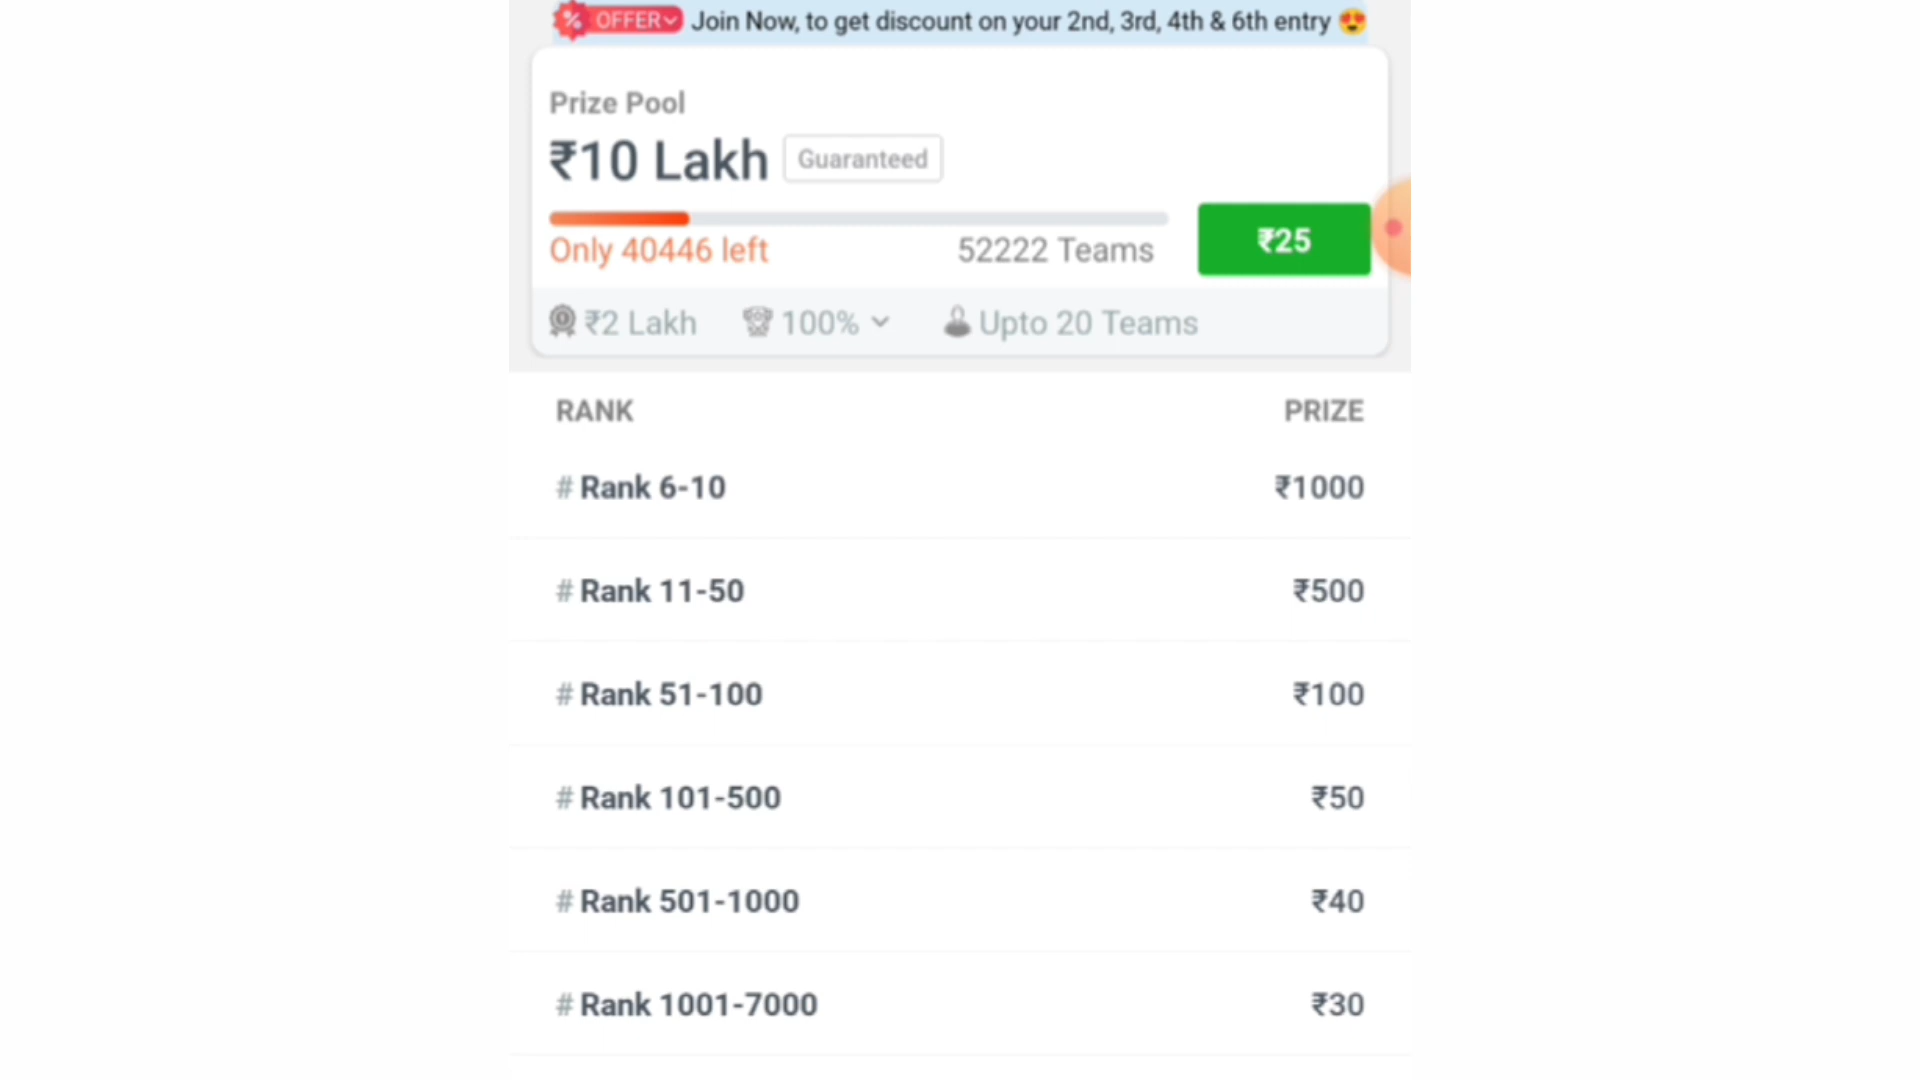 % OFFER Join Now, to get discount on your 2nd, 3rd, 4th & 6th entry 😍
Prize Pool
₹10 Lakh Guaranteed
Only 40446 left 52222 Teams ₹25
₹2 Lakh 100% Upto 20 Teams
RANK PRIZE
# Rank 6-10 ₹1000
# Rank 11-50 ₹500
# Rank 51-100 ₹100
# Rank 101-500 ₹50
# Rank 501-1000 ₹40
# Rank 1001-7000 ₹30